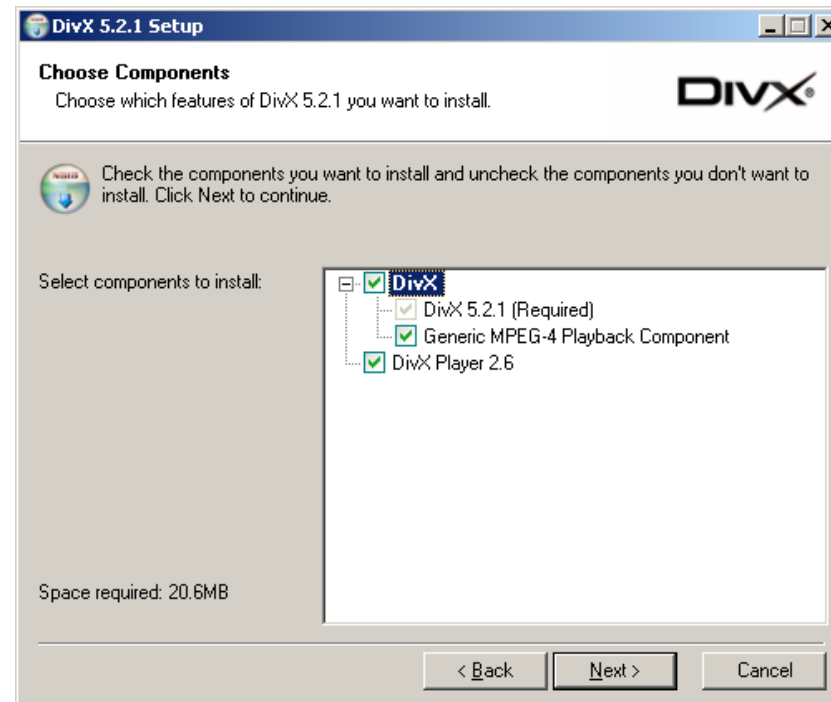 DivX 5.2.1 Setup
Choose Components
Choose which features of DivX 5.2.1 you want to install.
DIVX
Check the components you want to install and uncheck the components you don't want to
install. Click Next to continue.
Select components to install:
DivX
DivX 5.2.1 (Required)
Generic MPEG-4 Playback Component
DivX Player 2.6
Space required: 20.6MB
< Back
Next >
Cancel